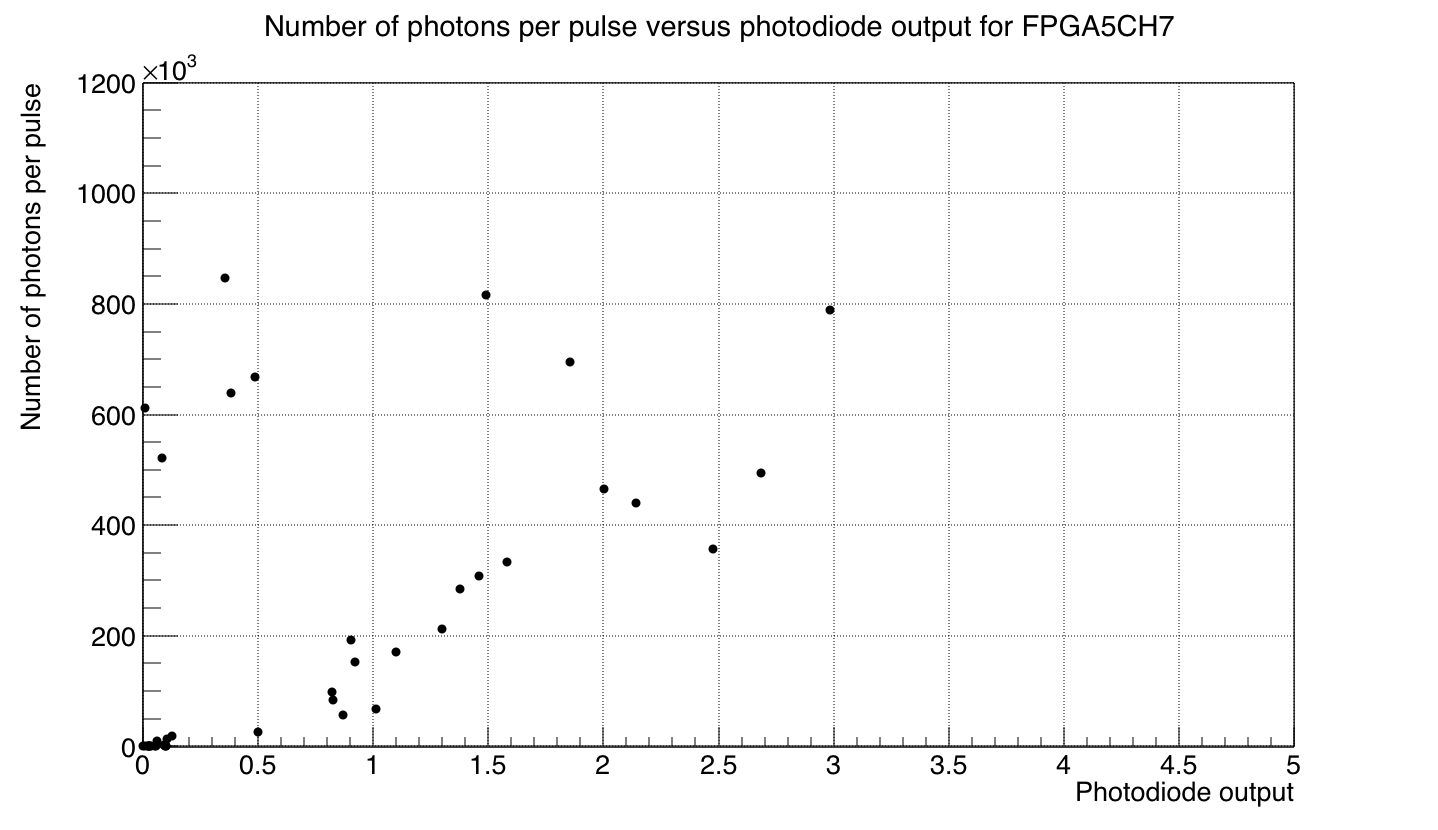 Number of photons per pulse versus photodiode output for FPGA5CH7
×10³
Number of photons per pulse
1200
1000
800
600
400
200
0
0 0.5 1 1.5 2 2.5 3 3.5 4 4.5 5
Photodiode output